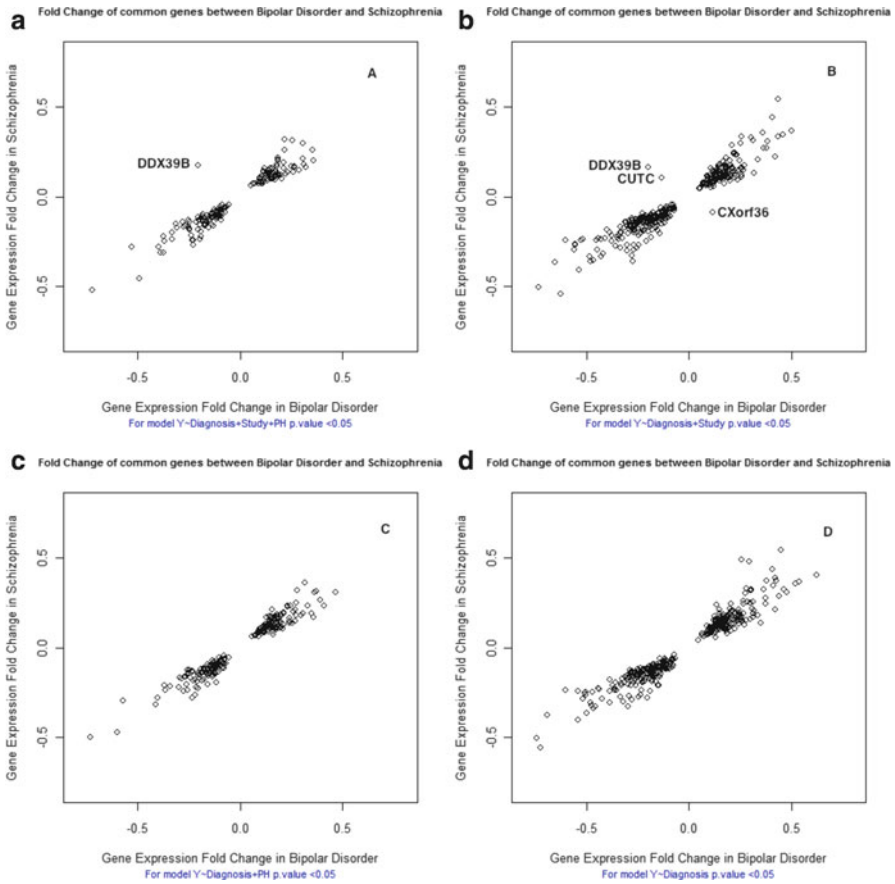 a Fold Change of common genes between Bipolar Disorder and Schizophrenia
A
Gene Expression Fold Change in Schizophrenia
0.5
0.0
-0.5
DDX39B
-0.5 0.0 0.5
Gene Expression Fold Change in Bipolar Disorder
For model Y~Diagnosis+Study+PH p.value <0.05
b Fold Change of common genes between Bipolar Disorder and Schizophrenia
B
Gene Expression Fold Change in Schizophrenia
0.5
0.0
-0.5
DDX39B
CUTC
CXorf36
-0.5 0.0 0.5
Gene Expression Fold Change in Bipolar Disorder
For model Y~Diagnosis+Study p.value <0.05
c Fold Change of common genes between Bipolar Disorder and Schizophrenia
C
Gene Expression Fold Change in Schizophrenia
0.5
0.0
-0.5
-0.5 0.0 0.5
Gene Expression Fold Change in Bipolar Disorder
For model Y~Diagnosis+PH p.value <0.05
d Fold Change of common genes between Bipolar Disorder and Schizophrenia
D
Gene Expression Fold Change in Schizophrenia
0.5
0.0
-0.5
-0.5 0.0 0.5
Gene Expression Fold Change in Bipolar Disorder
For model Y~Diagnosis p.value <0.05